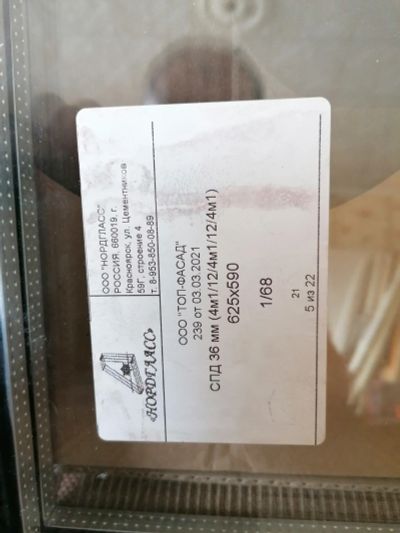 «НОРДГЛАСС»
ООО "НОРДГЛАСС"
РОССИЯ, 660019, г.
Красноярск, ул. Цементников
59г, строение 4
т. 8-953-850-08-89
ООО "ТОП-ФАСАД"
239 от 03.03.2021
СПД 36 мм (4м1/12/4м1/12/4м1)
625x590
1/68
21
5 из 22